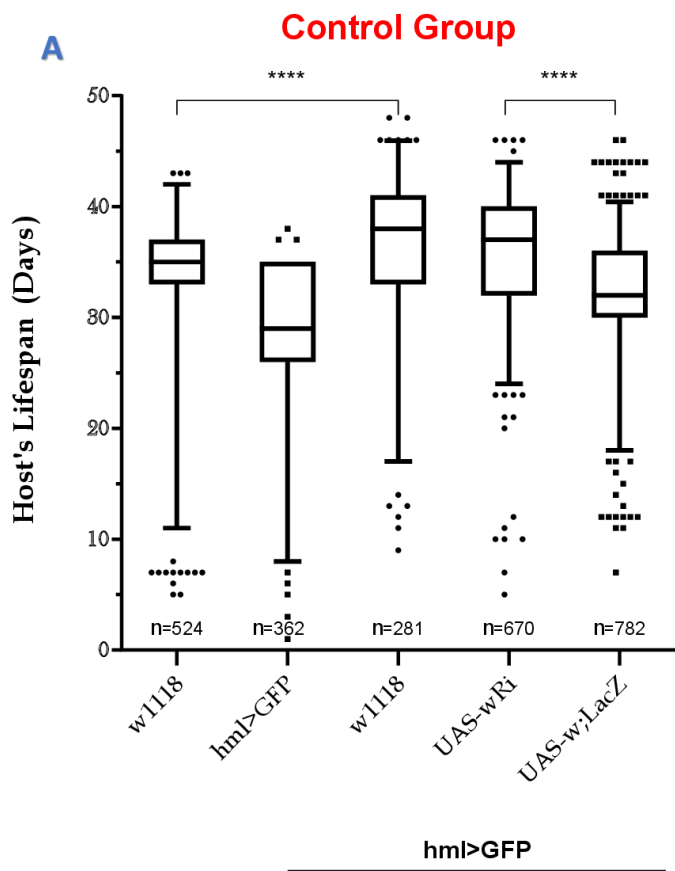 Control Group
A
**** ****
50
40
30
20
10
0
Host's Lifespan (Days)
n=524 n=362 n=281 n=670 n=782
w1118 hml>GFP w1118 UAS-wRi UAS-w;LacZ
hml>GFP